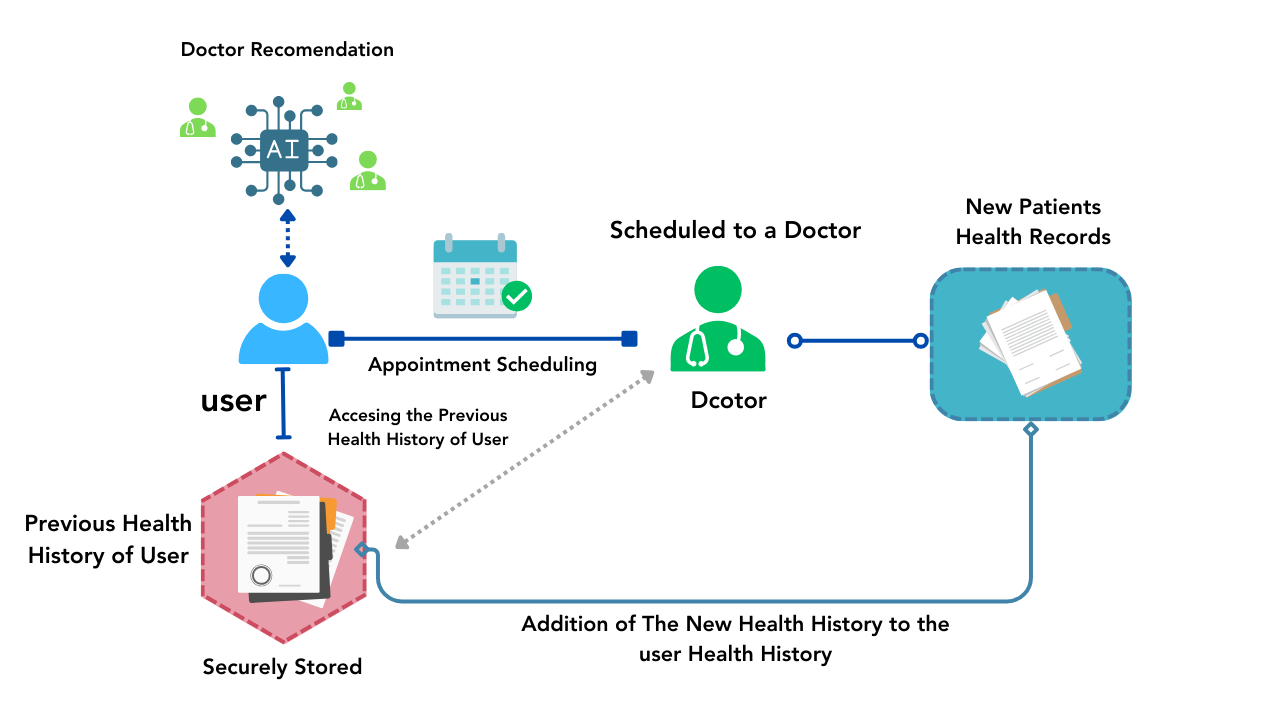 Doctor Recomendation
AI
New Patients
Health Records
Scheduled to a Doctor
Appointment Scheduling
user
Dcotor
Accesing the Previous
Health History of User
Previous Health
History of User
Addition of The New Health History to the
user Health History
Securely Stored